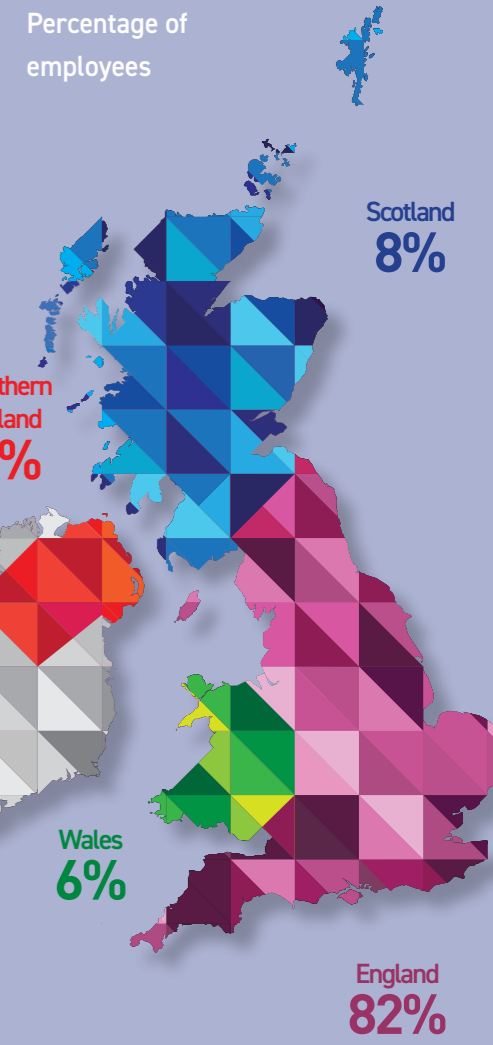 Percentage of
employees
Scotland
8%
thern
land
%
Wales
6%
England
82%